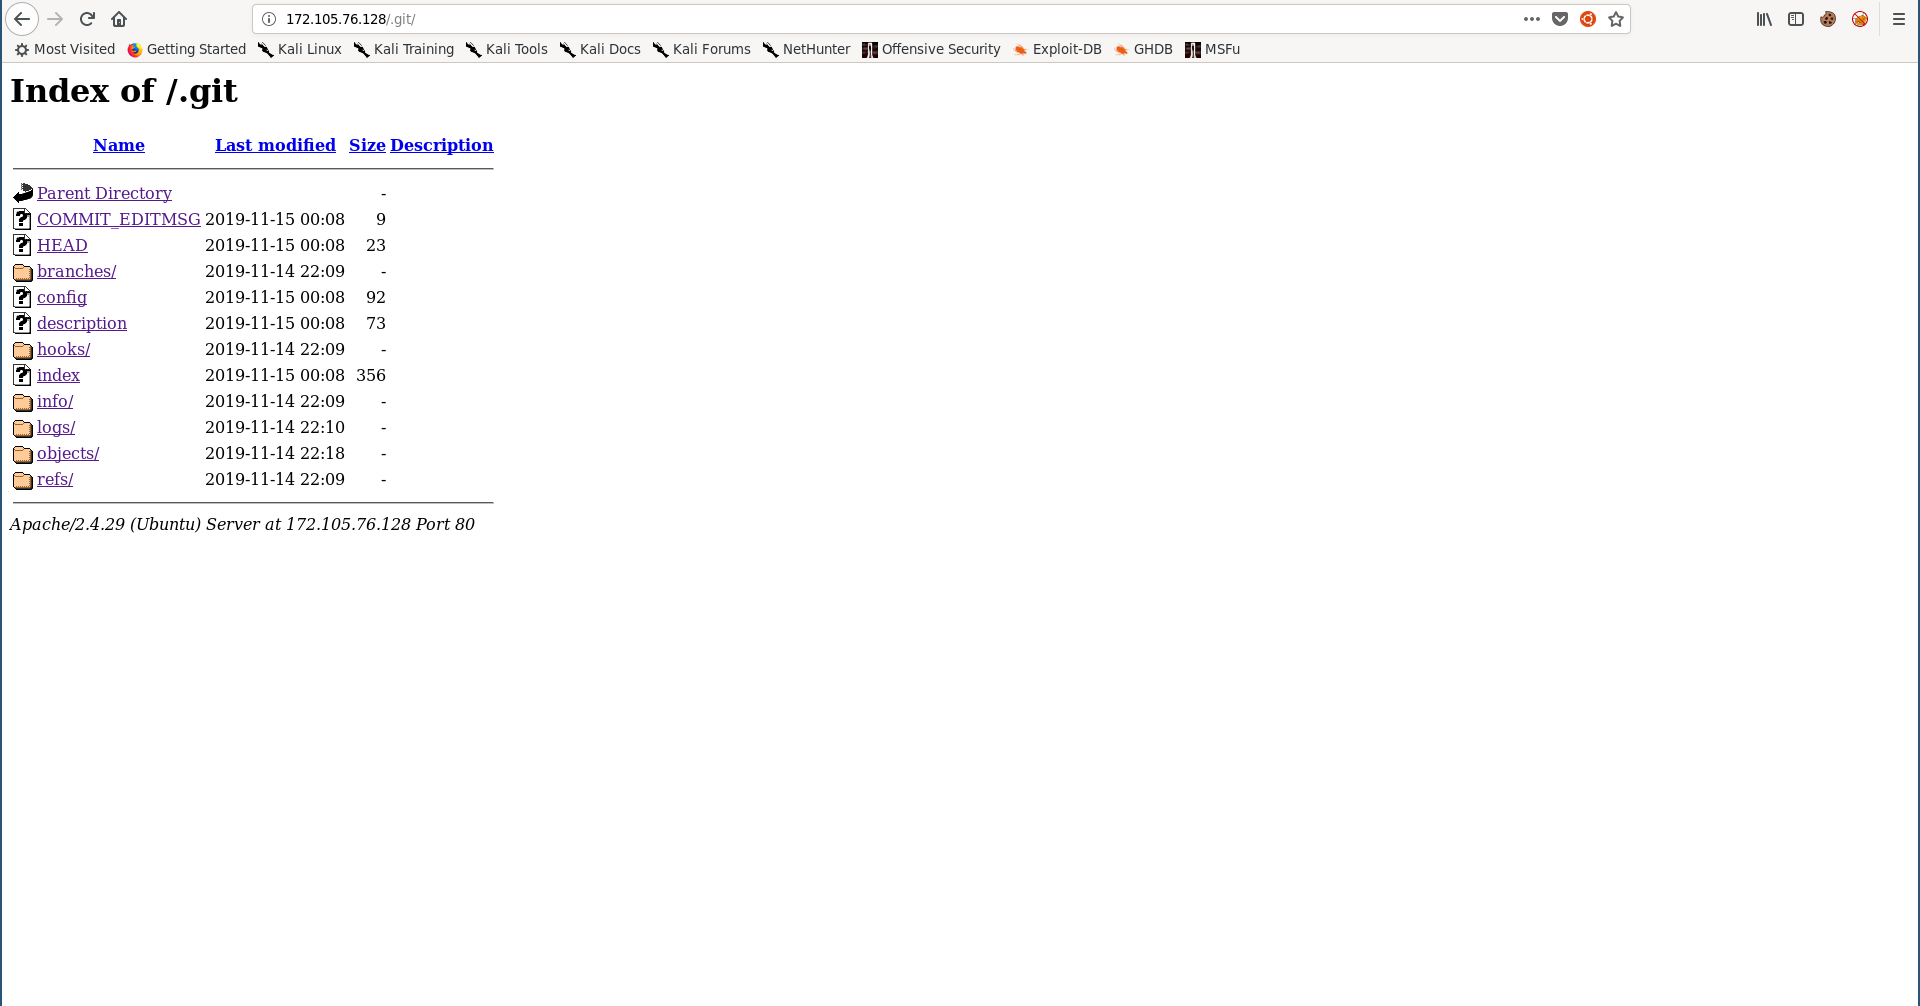 172.105.76.128/.git/
Most Visited Getting Started Kali Linux Kali Training Kali Tools Kali Docs Kali Forums NetHunter Offensive Security Exploit-DB GHDB MSFu
Index of /.git
Name Last modified Size Description
Parent Directory -
COMMIT_EDITMSG 2019-11-15 00:08 9
HEAD 2019-11-15 00:08 23
branches/ 2019-11-14 22:09 -
config 2019-11-15 00:08 92
description 2019-11-15 00:08 73
hooks/ 2019-11-14 22:09 -
index 2019-11-15 00:08 356
info/ 2019-11-14 22:09 -
logs/ 2019-11-14 22:10 -
objects/ 2019-11-14 22:18 -
refs/ 2019-11-14 22:09 -
Apache/2.4.29 (Ubuntu) Server at 172.105.76.128 Port 80